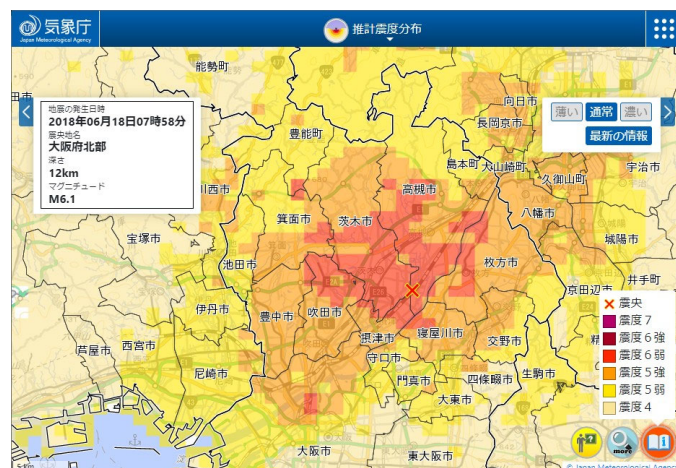 気象庁
Japan Meteorological Agency
推計震度分布
能勢町
向日市
長岡京市
地震の発生日時
2018年06月18日07時58分
震央地名
大阪府北部
深さ
12km
マグニチュード
M6.1
薄い 通常 濃い
最新の情報
豊能町
島本町
大山崎町
宇治市
久御山町
川西市
高槻市
箕面市
茨木市
八幡市
宝塚市
城陽市
池田市
枚方市
京田辺市
井手町
伊丹市
豊中市
吹田市
摂津市
寝屋川市
交野市
芦屋市
西宮市
守口市
尼崎市
門真市
四條畷市
生駒市
大東市
大阪市
東大阪市
震央
震度7
震度6強
震度6弱
震度5強
震度5弱
震度4
more
5 km
© Japan Meteorological Agency